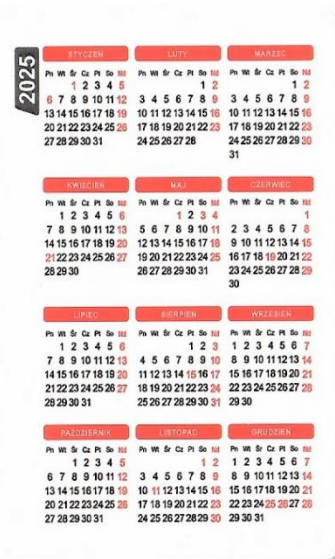 2025
STYCZEŃ LUTY MARZEC
Pn Wt Śr Cz Pt So Nd Pn Wt Śr Cz Pt So Nd Pn Wt Śr Cz Pt So Nd
1 2 3 4 5 1 2 1 2
6 7 8 9 10 11 12 3 4 5 6 7 8 9 3 4 5 6 7 8 9
13 14 15 16 17 18 19 10 11 12 13 14 15 16 10 11 12 13 14 15 16
20 21 22 23 24 25 26 17 18 19 20 21 22 23 17 18 19 20 21 22 23
27 28 29 30 31 24 25 26 27 28 24 25 26 27 28 29 30
31
KWIECIEŃ MAJ CZERWIEC
Pn Wt Śr Cz Pt So Nd Pn Wt Śr Cz Pt So Nd Pn Wt Śr Cz Pt So Nd
1 2 3 4 5 6 1 2 3 4 1
7 8 9 10 11 12 13 5 6 7 8 9 10 11 2 3 4 5 6 7 8
14 15 16 17 18 19 20 12 13 14 15 16 17 18 9 10 11 12 13 14 15
21 22 23 24 25 26 27 19 20 21 22 23 24 25 16 17 18 19 20 21 22
28 29 30 26 27 28 29 30 31 23 24 25 26 27 28 29
30
LIPIEC SIERPIEŃ WRZESIEŃ
Pn Wt Śr Cz Pt So Nd Pn Wt Śr Cz Pt So Nd Pn Wt Śr Cz Pt So Nd
1 2 3 4 5 6 1 2 3 1 2 3 4 5 6 7
7 8 9 10 11 12 13 4 5 6 7 8 9 10 8 9 10 11 12 13 14
14 15 16 17 18 19 20 11 12 13 14 15 16 17 15 16 17 18 19 20 21
21 22 23 24 25 26 27 18 19 20 21 22 23 24 22 23 24 25 26 27 28
28 29 30 31 25 26 27 28 29 30 31 29 30
PAŹDZIERNIK LISTOPAD GRUDZIEŃ
Pn Wt Śr Cz Pt So Nd Pn Wt Śr Cz Pt So Nd Pn Wt Śr Cz Pt So Nd
1 2 3 4 5 1 2 1 2 3 4 5 6 7
6 7 8 9 10 11 12 3 4 5 6 7 8 9 8 9 10 11 12 13 14
13 14 15 16 17 18 19 10 11 12 13 14 15 16 15 16 17 18 19 20 21
20 21 22 23 24 25 26 17 18 19 20 21 22 23 22 23 24 25 26 27 28
27 28 29 30 31 24 25 26 27 28 29 30 29 30 31